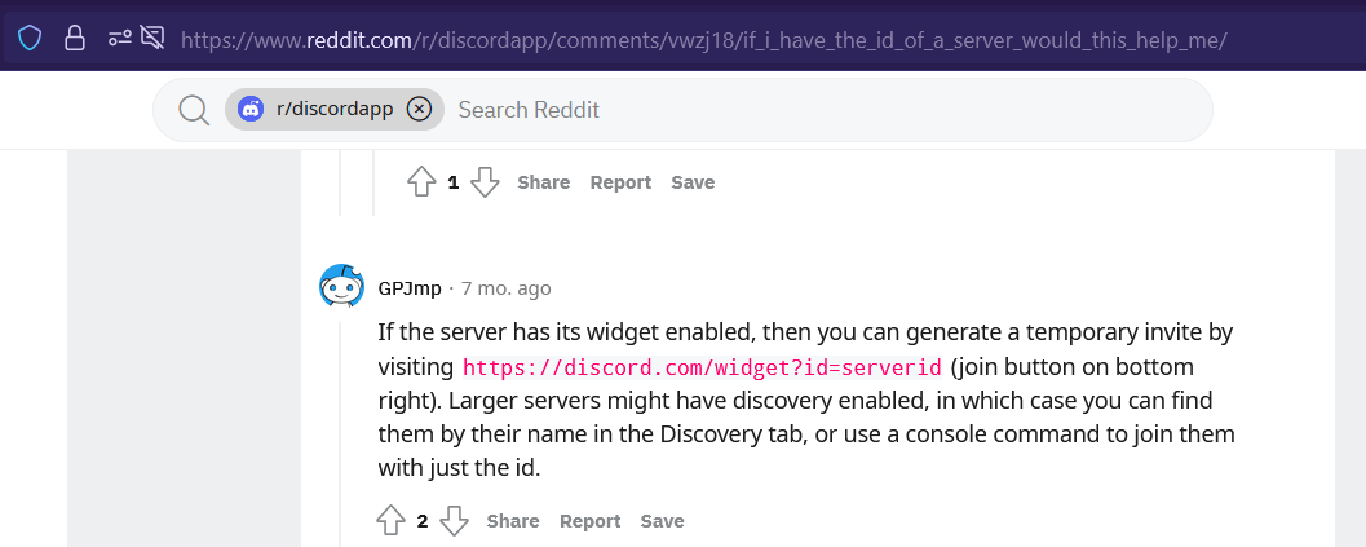 https://www.reddit.com/r/discordapp/comments/vwzj18/if_i_have_the_id_of_a_server_would_this_help_me/
r/discordapp Search Reddit
1 Share Report Save
GPJmp · 7 mo. ago
If the server has its widget enabled, then you can generate a temporary invite by
visiting https://discord.com/widget?id=serverid (join button on bottom
right). Larger servers might have discovery enabled, in which case you can find
them by their name in the Discovery tab, or use a console command to join them
with just the id.
2 Share Report Save